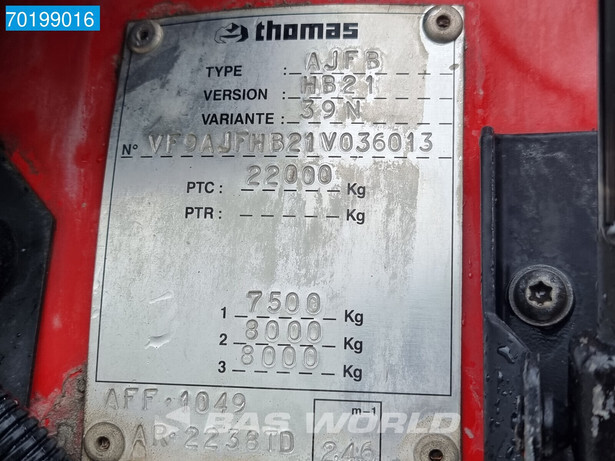 70199016
thomas
TYPE : AJFB
VERSION : HB21
VARIANTE : 39N
N° VF9AJFHB21V036013
PTC : 22000 Kg
PTR : Kg
1 7500 Kg
2 8000 Kg
3 8000 Kg
AFF.1049
m-1
AR.2238TD 246
BAS WORLD